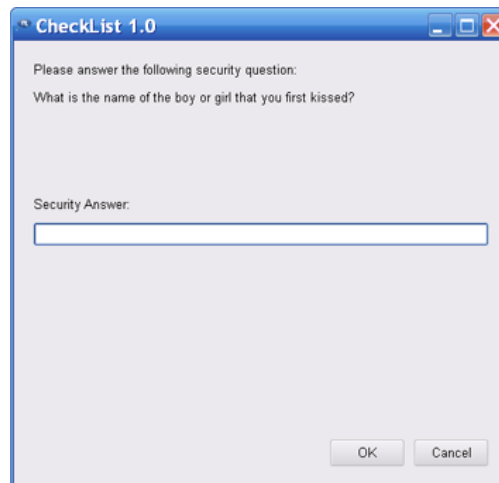 CheckList 1.0
Please answer the following security question:
What is the name of the boy or girl that you first kissed?
Security Answer:
OK
Cancel